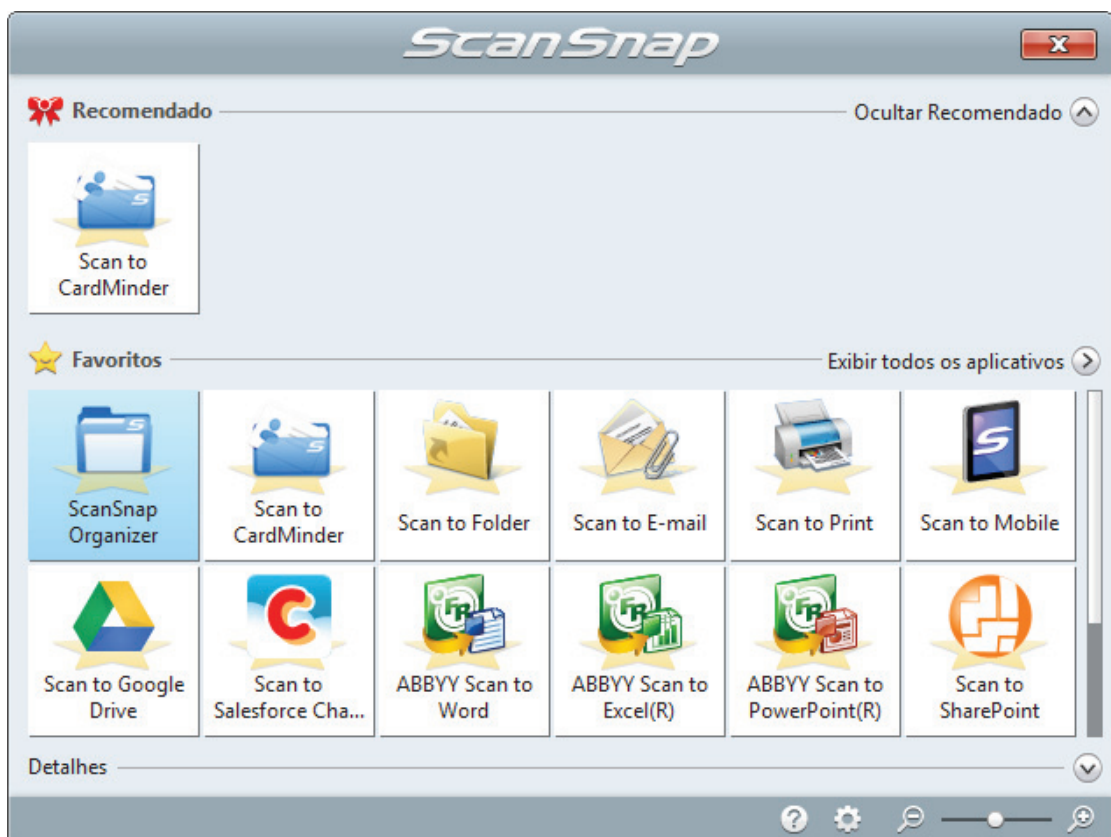 ScanSnap
Recomendado
Ocultar Recomendado
Scan to
CardMinder
Favoritos
Exibir todos os aplicativos
ScanSnap
Organizer
Scan to
CardMinder
Scan to Folder
Scan to E-mail
Scan to Print
Scan to Mobile
Scan to Google
Drive
Scan to
Salesforce Cha...
ABBYY Scan to
Word
ABBYY Scan to
Excel(R)
ABBYY Scan to
PowerPoint(R)
Scan to
SharePoint
Detalhes